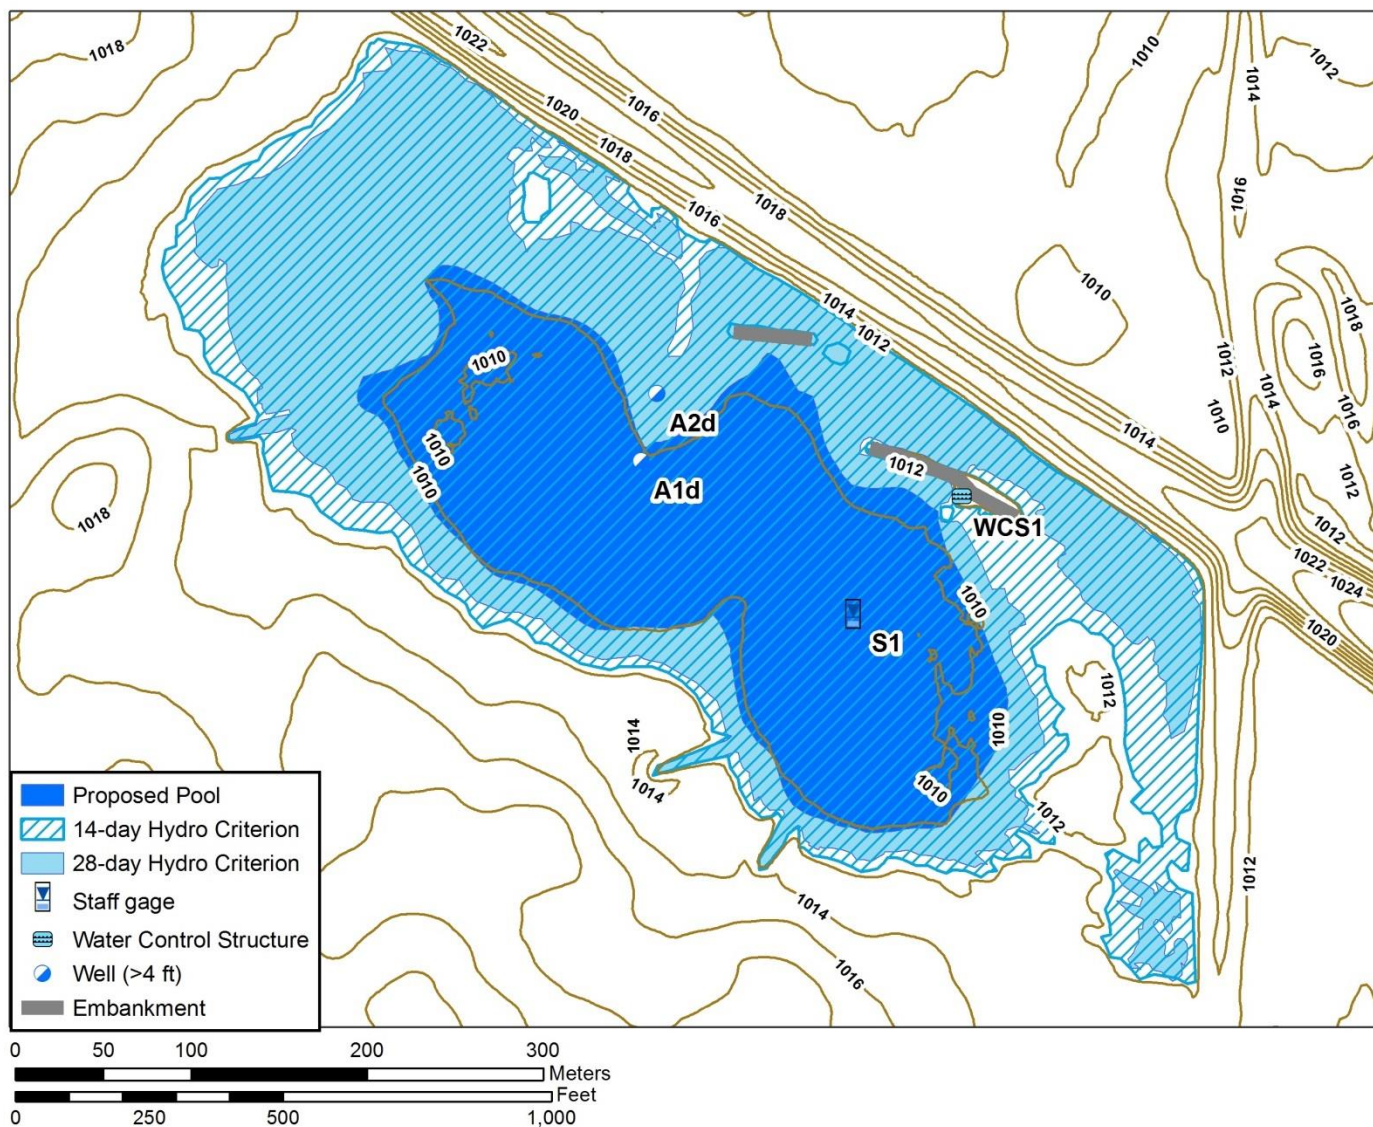 1018
1022
1016
1020
1018
1010
1014
1012
1016
1018
1016
1010
1018
1016
1014
1012
1012
1014
1016
1010
1010
1010
1010
A2d
A1d
1012
WCS1
1014
1012
1012
1022
1024
1020
1018
1010
S1
1012
1010
1010
1012
1014
1014
1012
1014
1016
Proposed Pool
14-day Hydro Criterion
28-day Hydro Criterion
Staff gage
Water Control Structure
Well (>4 ft)
Embankment
0 50 100 200 300
Meters
Feet
0 250 500 1,000